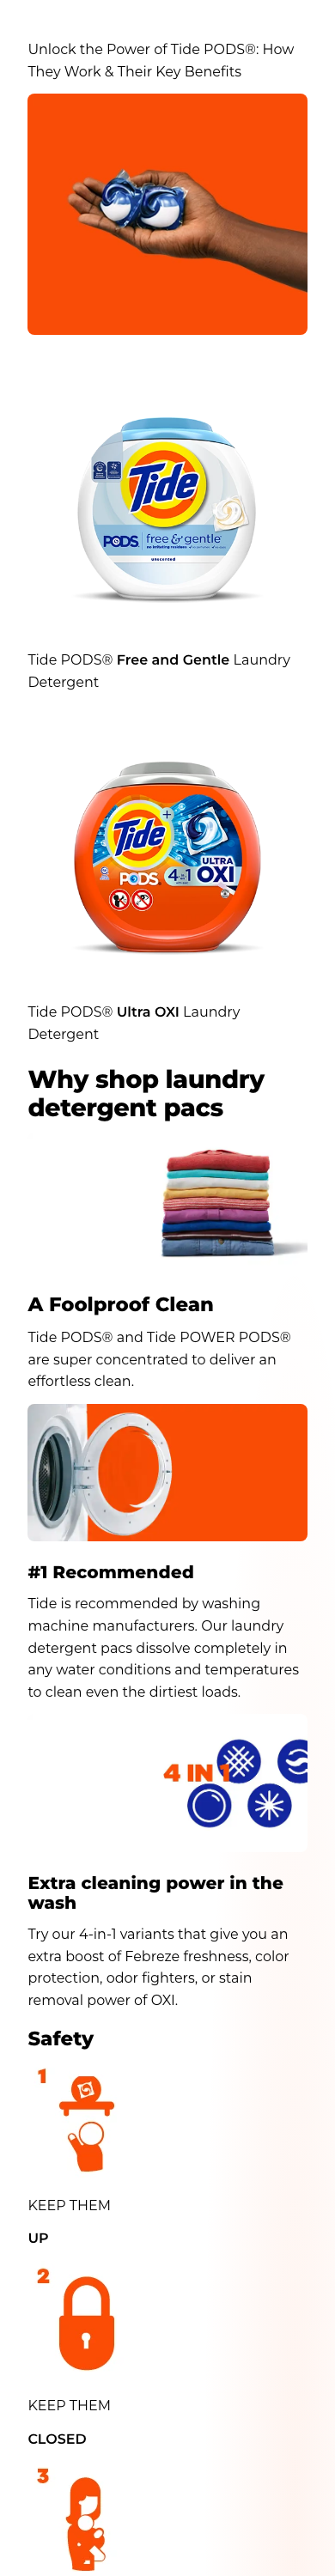 Unlock the Power of Tide PODS®: How
They Work & Their Key Benefits
Tide
PODS free & gentle
unscented
Tide PODS® Free and Gentle Laundry
Detergent
Tide+
ULTRA
PODS 4in1 OXI
Tide PODS® Ultra OXI Laundry
Detergent
Why shop laundry
detergent pacs
A Foolproof Clean
Tide PODS® and Tide POWER PODS®
are super concentrated to deliver an
effortless clean.
#1 Recommended
Tide is recommended by washing
machine manufacturers. Our laundry
detergent pacs dissolve completely in
any water conditions and temperatures
to clean even the dirtiest loads.
4 IN 1
Extra cleaning power in the
wash
Try our 4-in-1 variants that give you an
extra boost of Febreze freshness, color
protection, odor fighters, or stain
removal power of OXI.
Safety
1
KEEP THEM
UP
2
KEEP THEM
CLOSED
3